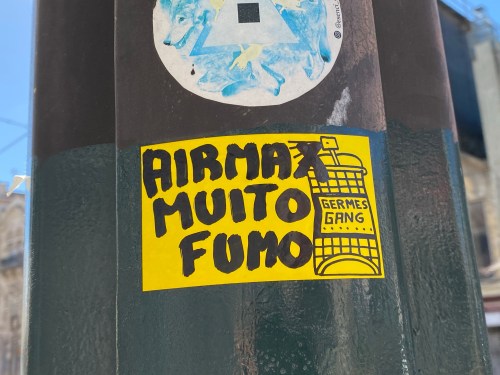 AIRMAX
MUITO
FUMO
GERMES
GANG